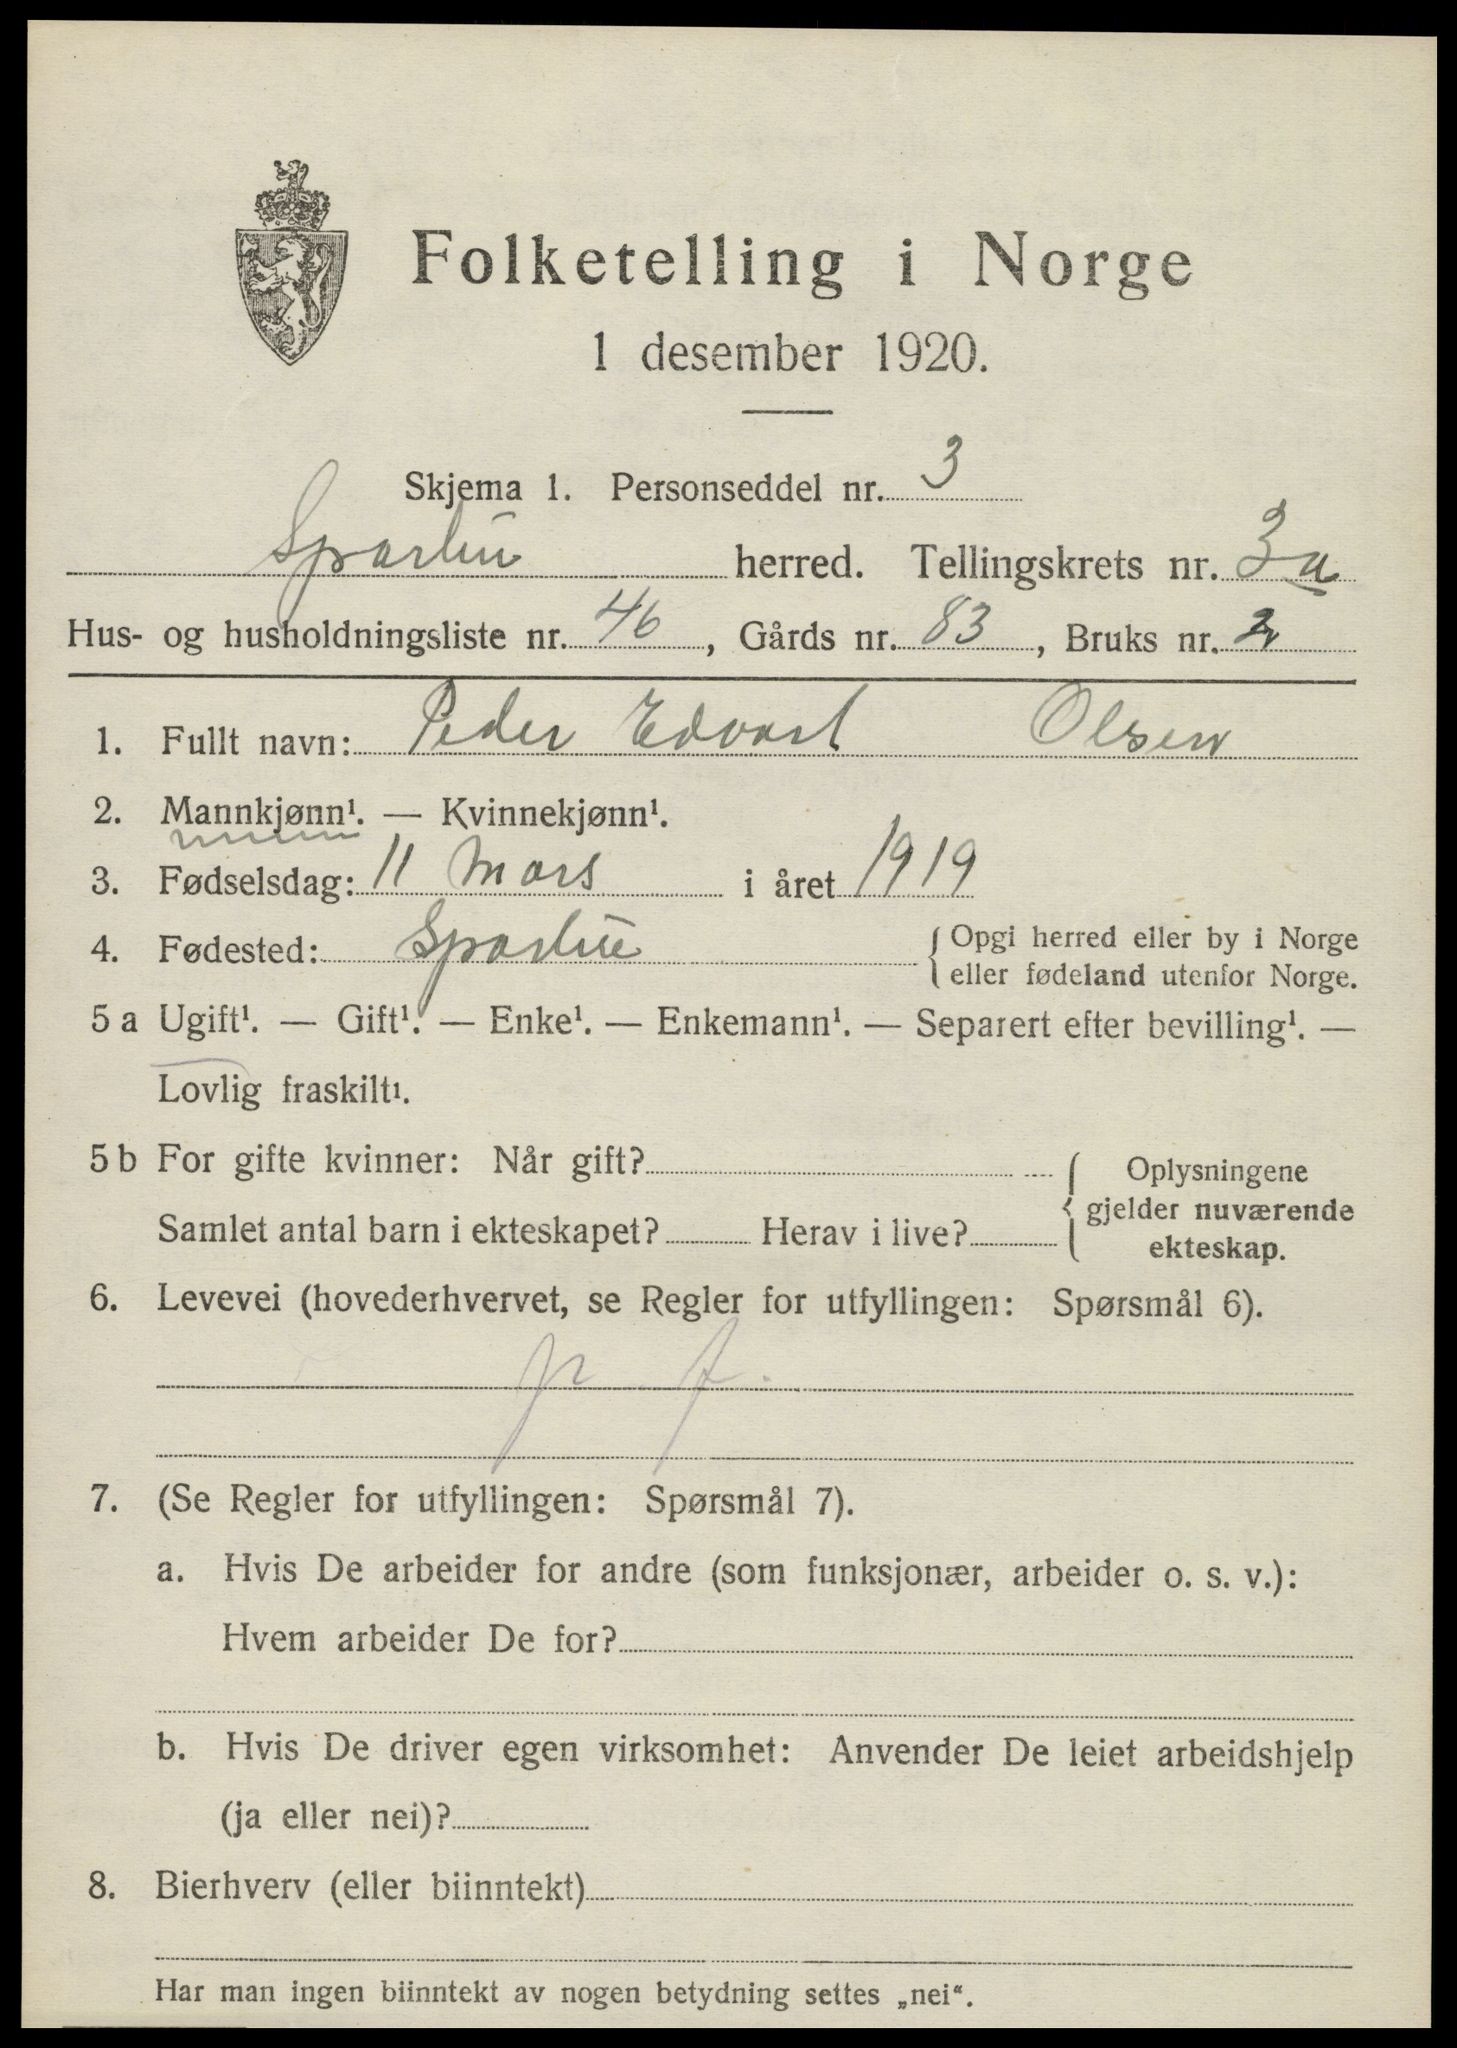 Folketelling i Norge
1 desember 1920.
Skjema 1. Personseddel nr. 3
Sparbu herred. Tellingskrets nr. 3a
Hus- og husholdningsliste nr. 46, Gårds nr. 83, Bruks nr. 2
1. Fullt navn: Peder Edvart Olsen
2. Mannkjønn¹. — Kvinnekjønn¹.
3. Fødselsdag: 11 Mars i året 1919
4. Fødested: Sparbu { Opgi herred eller by i Norge
eller fødeland utenfor Norge.
5 a Ugift¹. — Gift¹. — Enke¹. — Enkemann¹. — Separert efter bevilling¹. —
Lovlig fraskilt¹.
5 b For gifte kvinner: Når gift? { Oplysningene
gjelder nuværende
Samlet antal barn i ekteskapet? Herav i live?
ekteskap.
6. Levevei (hovederhvervet, se Regler for utfyllingen: Spørsmål 6).
7. (Se Regler for utfyllingen: Spørsmål 7).
a. Hvis De arbeider for andre (som funksjonær, arbeider o. s. v.):
Hvem arbeider De for?
b. Hvis De driver egen virksomhet: Anvender De leiet arbeidshjelp
(ja eller nei)?
8. Bierhverv (eller biinntekt)
Har man ingen biinntekt av nogen betydning settes „nei“.